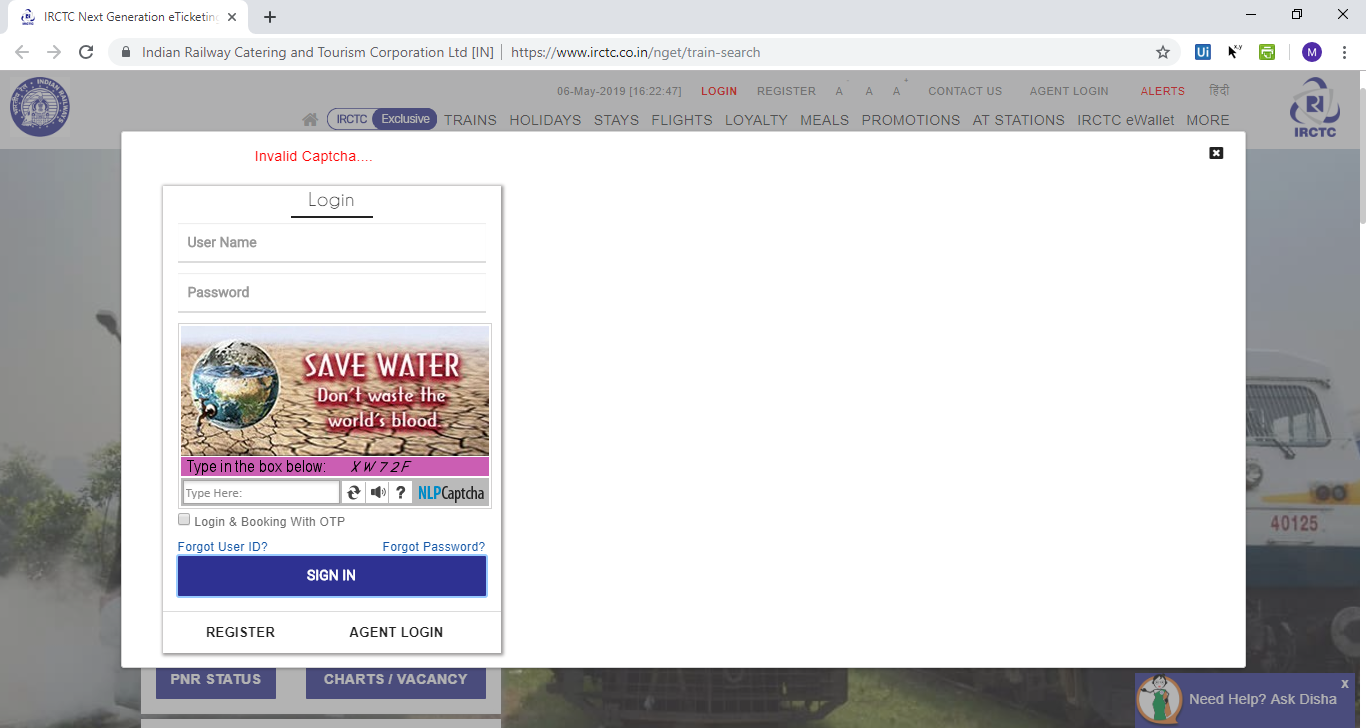 IRCTC Next Generation eTicketing
Indian Railway Catering and Tourism Corporation Ltd [IN] | https://www.irctc.co.in/nget/train-search
Ui
x,y
M
INDIAN RAILWAYS
06-May-2019 [16:22:47] LOGIN REGISTER A- A A+ CONTACT US AGENT LOGIN ALERTS हिंदी
IRCTC Exclusive TRAINS HOLIDAYS STAYS FLIGHTS LOYALTY MEALS PROMOTIONS AT STATIONS IRCTC eWallet MORE
IRCTC
Invalid Captcha....
Login
User Name
Password
SAVE WATER
Don't waste the
world's blood.
Type in the box below: XW72F
Type Here: ? NLPCaptcha
Login & Booking With OTP
Forgot User ID? Forgot Password?
SIGN IN
REGISTER AGENT LOGIN
40125
PNR STATUS CHARTS / VACANCY
Need Help? Ask Disha x